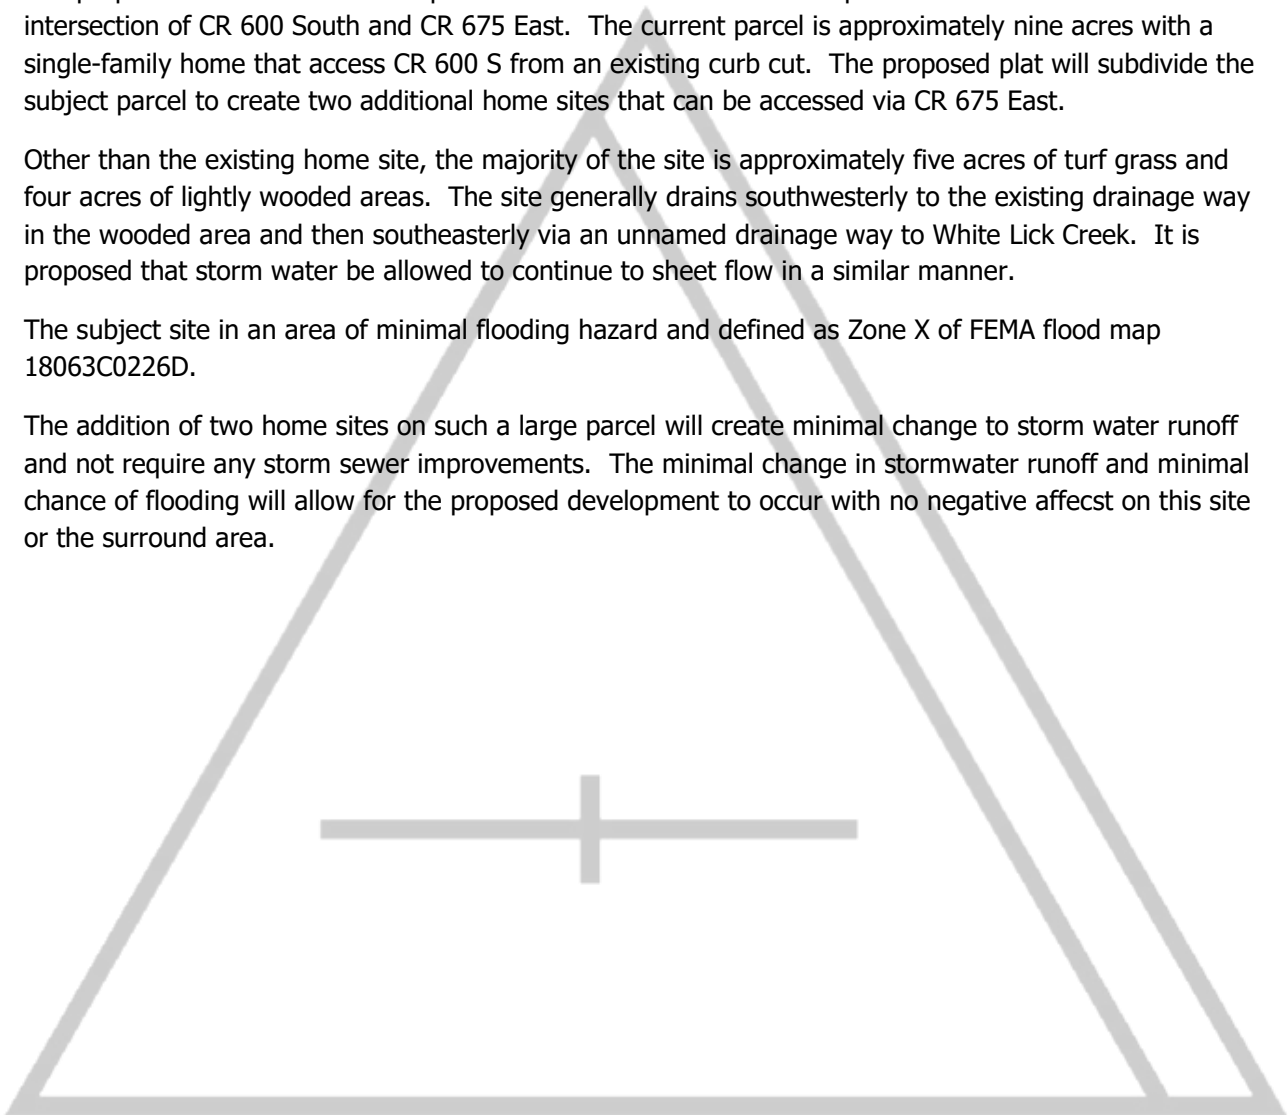 intersection of CR 600 South and CR 675 East. The current parcel is approximately nine acres with a
single-family home that access CR 600 S from an existing curb cut. The proposed plat will subdivide the
subject parcel to create two additional home sites that can be accessed via CR 675 East.
Other than the existing home site, the majority of the site is approximately five acres of turf grass and
four acres of lightly wooded areas. The site generally drains southwesterly to the existing drainage way
in the wooded area and then southeasterly via an unnamed drainage way to White Lick Creek. It is
proposed that storm water be allowed to continue to sheet flow in a similar manner.
The subject site in an area of minimal flooding hazard and defined as Zone X of FEMA flood map
18063C0226D.
The addition of two home sites on such a large parcel will create minimal change to storm water runoff
and not require any storm sewer improvements. The minimal change in stormwater runoff and minimal
chance of flooding will allow for the proposed development to occur with no negative affecst on this site
or the surround area.